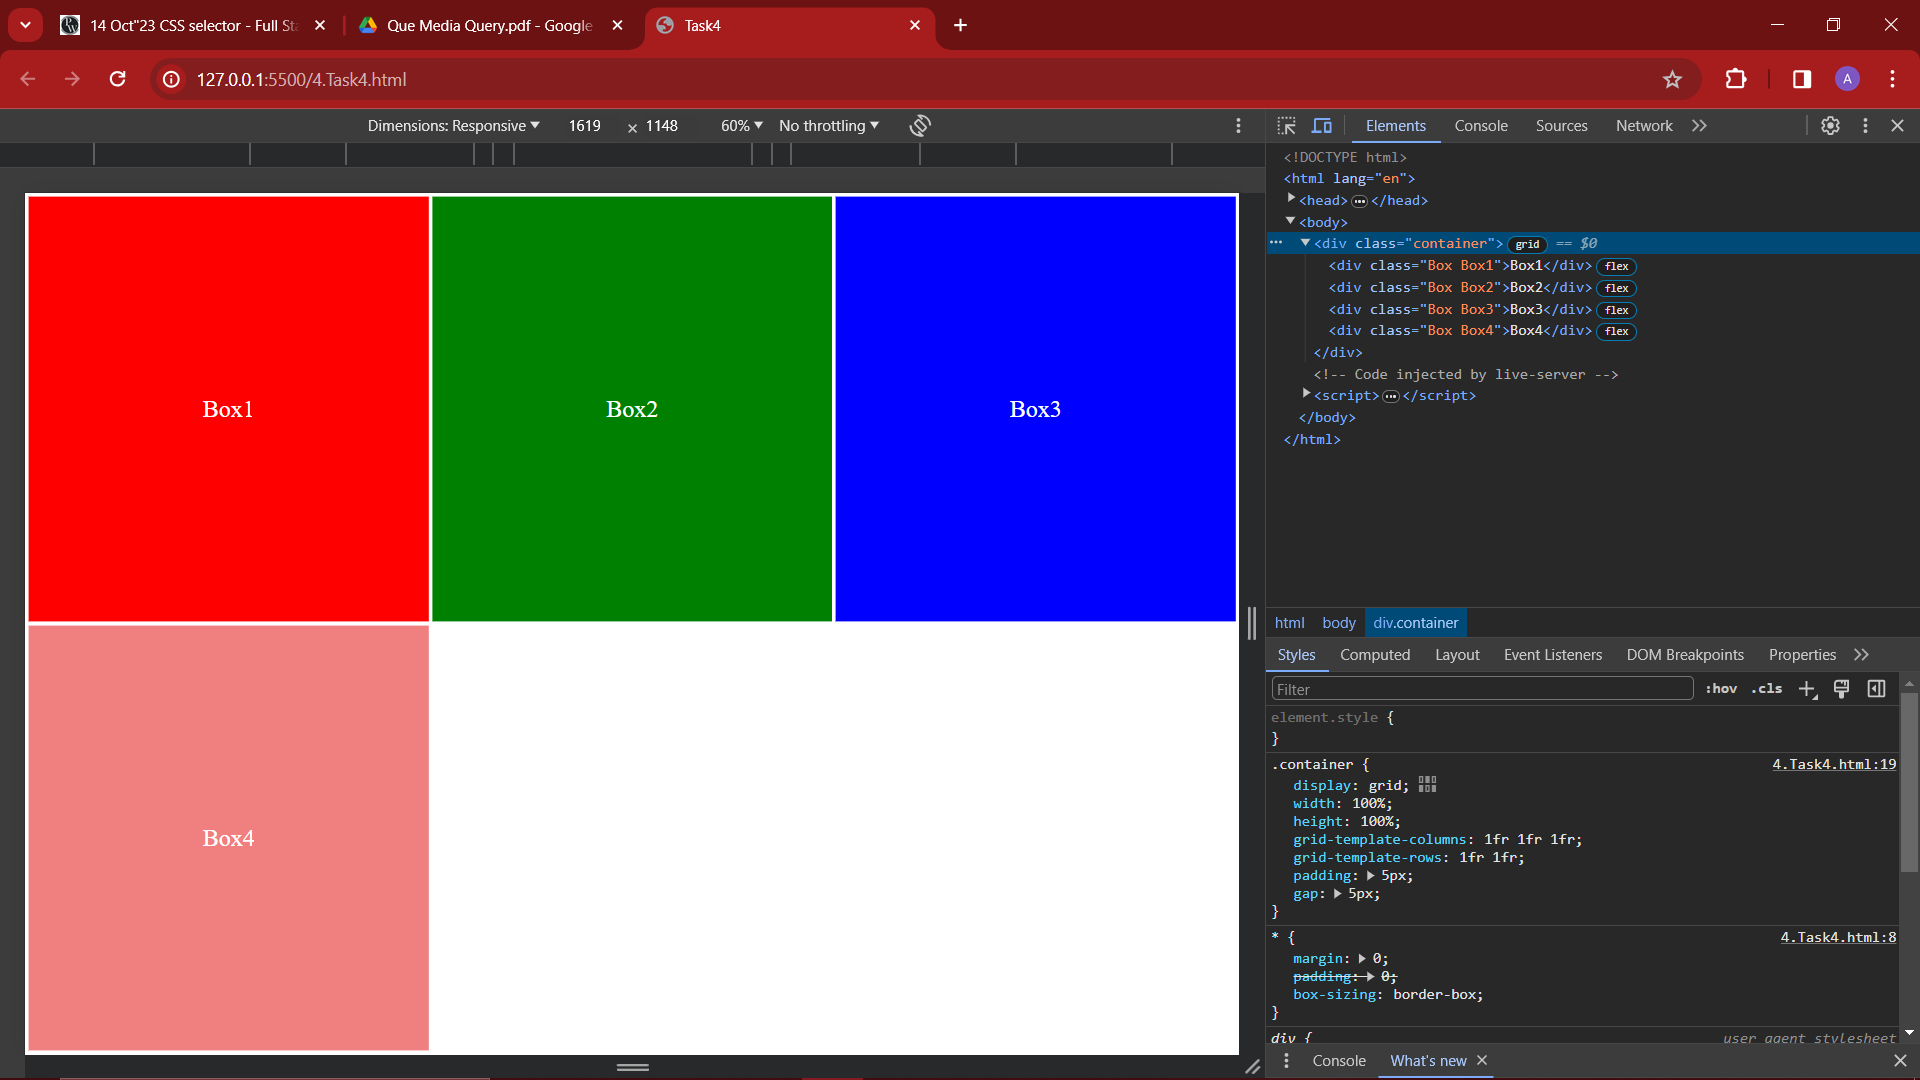 14 Oct"23 CSS selector - Full Sta
Que Media Query.pdf - Google
Task4
127.0.0.1:5500/4.Task4.html
A
Dimensions: Responsive
1619 × 1148
60%
No throttling
Elements
Console
Sources
Network
<!DOCTYPE html>
<html lang="en">
<head>…</head>
<body>
<div class="container"> grid == $0
<div class="Box Box1">Box1</div> flex
<div class="Box Box2">Box2</div> flex
<div class="Box Box3">Box3</div> flex
<div class="Box Box4">Box4</div> flex
</div>
<!-- Code injected by live-server -->
<script>…</script>
</body>
</html>
Box1
Box2
Box3
Box4
html
body
div.container
Styles
Computed
Layout
Event Listeners
DOM Breakpoints
Properties
Filter
:hov
.cls
element.style {
}
.container {
4.Task4.html:19
display: grid;
width: 100%;
height: 100%;
grid-template-columns: 1fr 1fr 1fr;
grid-template-rows: 1fr 1fr;
padding: 5px;
gap: 5px;
}
* {
4.Task4.html:8
margin: 0;
padding: 0;
box-sizing: border-box;
}
div {
user agent stylesheet
Console
What's new